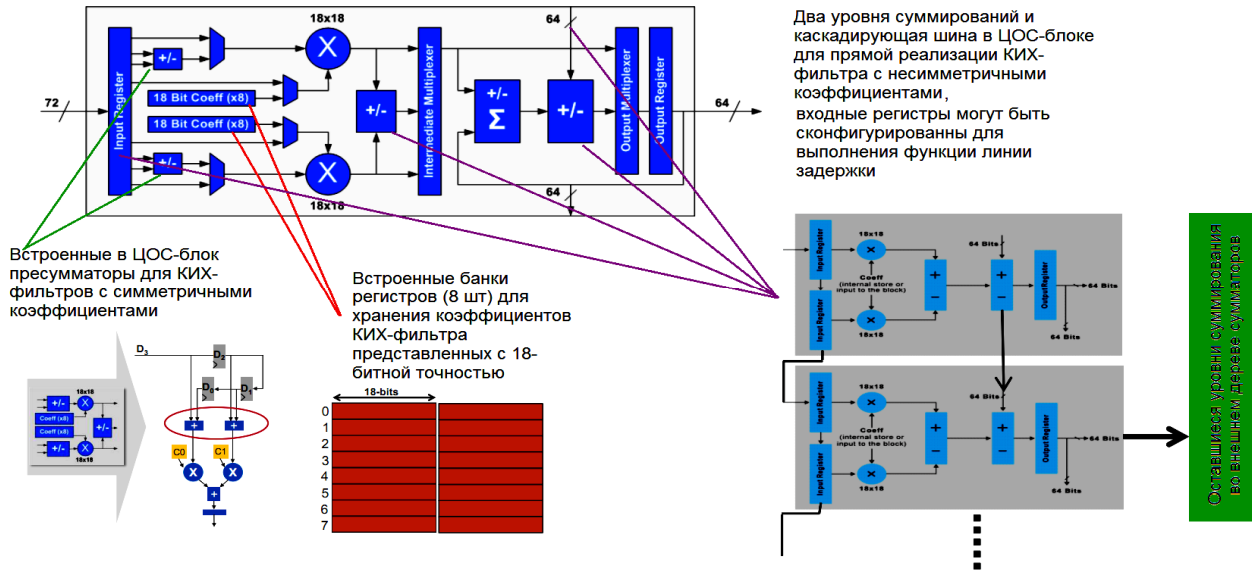 18x18
64
72
Input Register
+/-
X
18 Bit Coeff (x8)
18 Bit Coeff (x8)
+/-
X
18x18
+/-
Intermediate Multiplexer
+/-
Σ
+/-
Output Multiplexer
Output Register
64
64
Два уровня суммирований и
каскадирующая шина в ЦОС-блоке
для прямой реализации КИХ-
фильтра с несимметричными
коэффициентами,
входные регистры могут быть
сконфигурированны для
выполнения функции линии
задержки
Встроенные в ЦОС-блок
пресумматоры для КИХ-
фильтров с симметричными
коэффициентами
Встроенные банки
регистров (8 шт) для
хранения коэффициентов
КИХ-фильтра
представленных с 18-
битной точностью
18x18
+/-
X
Coeff (x8)
Coeff (x8)
+/-
+/-
X
18x18
D3
D2
D0
D1
+
+
C0
C1
X
X
+
18-bits
0
1
2
3
4
5
6
7
Input Register
18x18
X
Coeff
(internal store or
input to the block)
Input Register
X
18x18
+
−
64 Bits
+
−
Output Register
64 Bits
64 Bits
Input Register
18x18
X
Coeff
(internal store or
input to the block)
Input Register
X
18x18
+
−
64 Bits
+
−
Output Register
64 Bits
64 Bits
Оставшиеся уровни суммирования
во внешнем дереве сумматоров